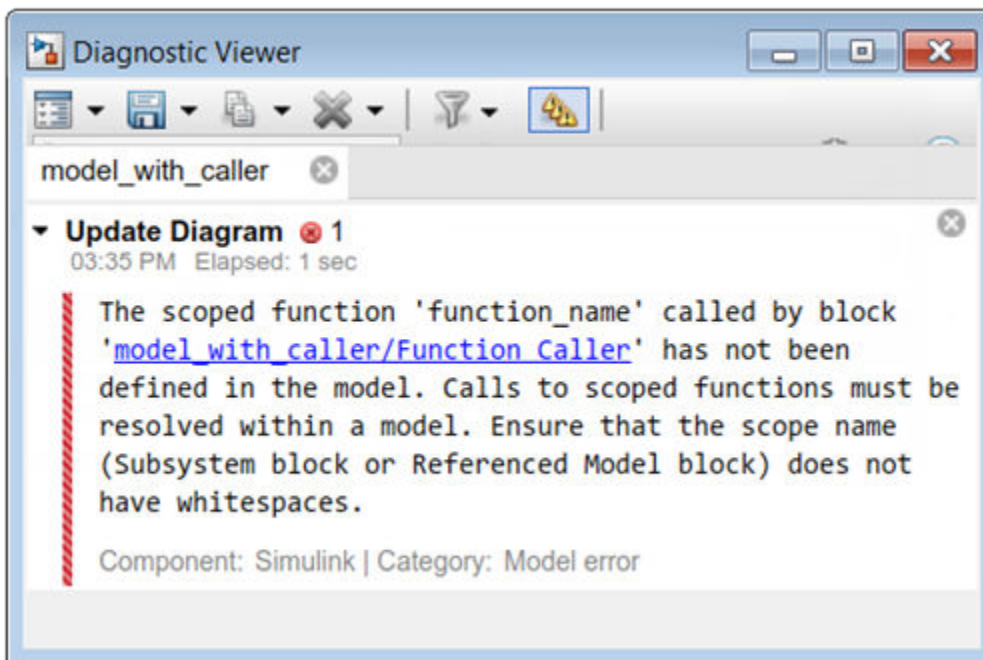 Diagnostic Viewer
model_with_caller
Update Diagram 1
03:35 PM Elapsed: 1 sec
The scoped function 'function_name' called by block
'model_with_caller/Function Caller' has not been
defined in the model. Calls to scoped functions must be
resolved within a model. Ensure that the scope name
(Subsystem block or Referenced Model block) does not
have whitespaces.
Component: Simulink | Category: Model error